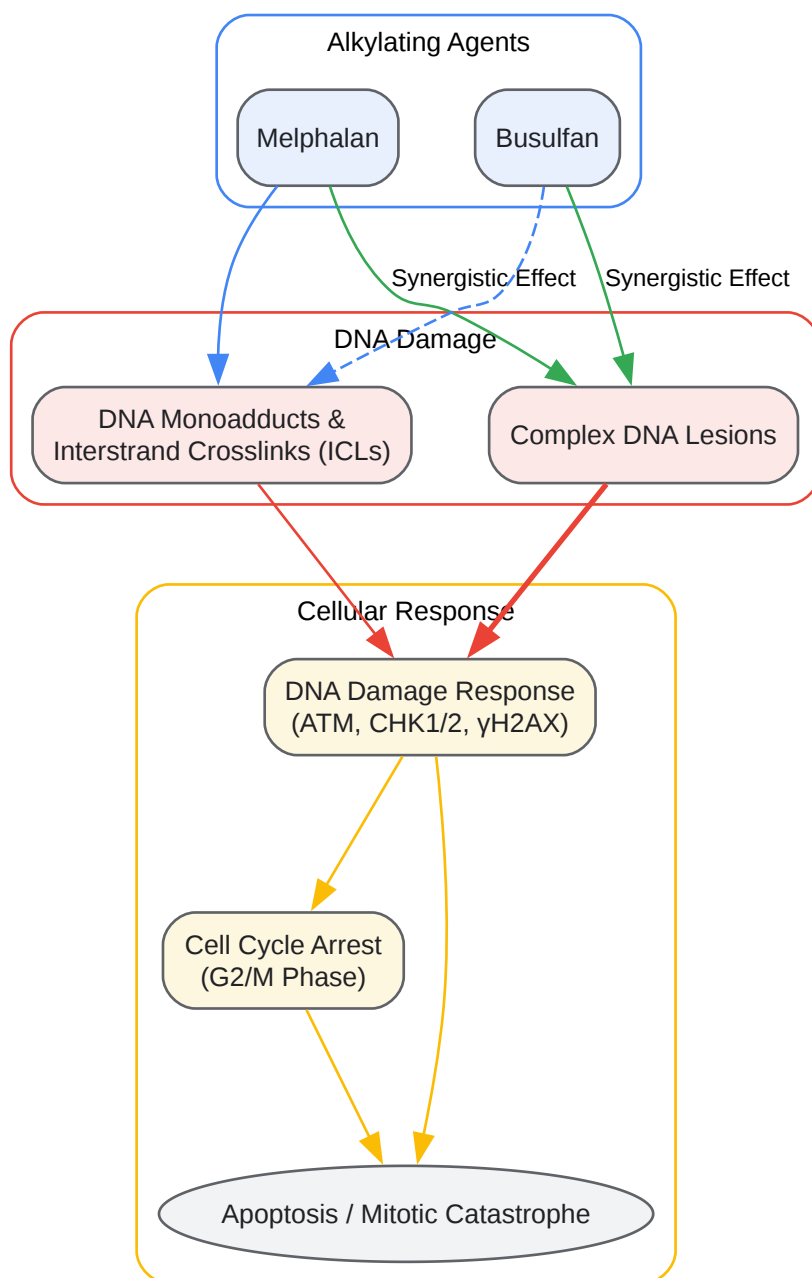 Alkylating Agents
Melphalan
Busulfan
Synergistic Effect
Synergistic Effect
DNA Damage
DNA Monoadducts &
Interstrand Crosslinks (ICLs)
Complex DNA Lesions
Cellular Response
DNA Damage Response
(ATM, CHK1/2, γH2AX)
Cell Cycle Arrest
(G2/M Phase)
Apoptosis / Mitotic Catastrophe